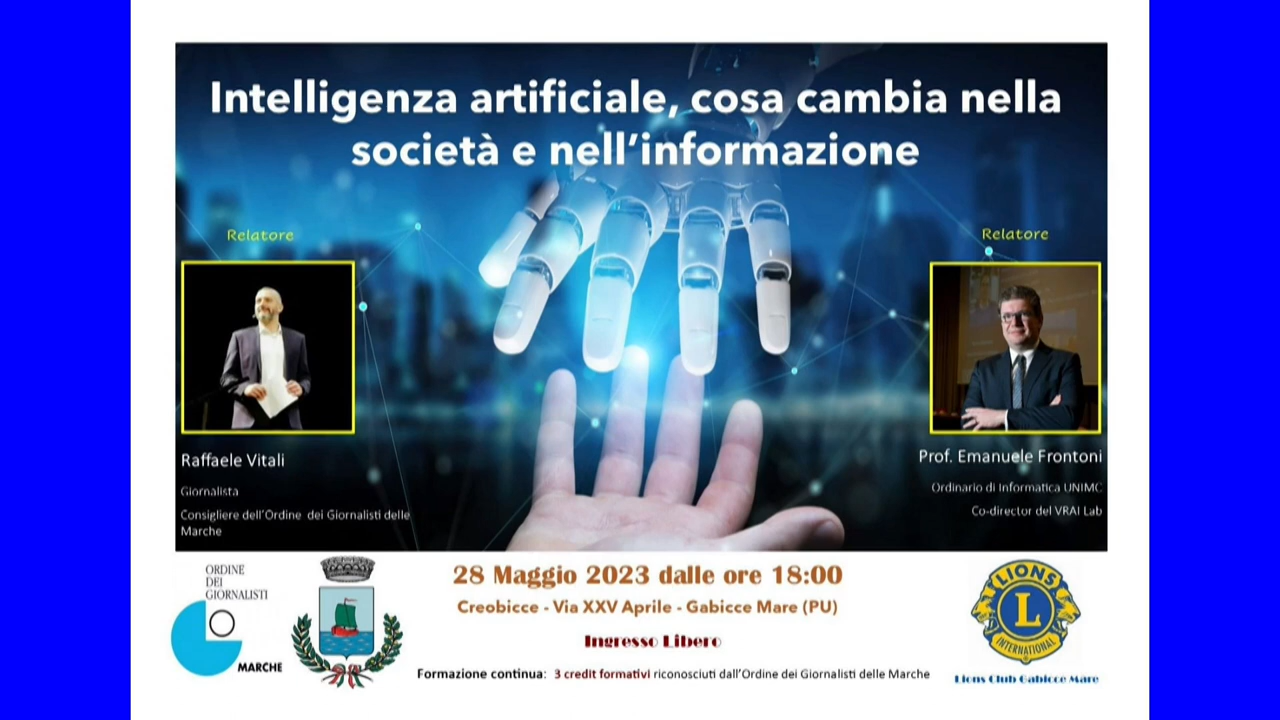 Intelligenza artificiale, cosa cambia nella
società e nell'informazione
Relatore
Raffaele Vitali
Giornalista
Consigliere dell'Ordine dei Giornalisti delle
Marche
Relatore
Prof. Emanuele Frontoni
Ordinario di Informatica UNIMC
Co-director del VRAI Lab
ORDINE
DEI
GIORNALISTI
MARCHE
28 Maggio 2023 dalle ore 18:00
Creobicce - Via XXV Aprile - Gabicce Mare (PU)
Ingresso Libero
Formazione continua: 3 credit formativi riconosciuti dall'Ordine dei Giornalisti delle Marche
LIONS
L
INTERNATIONAL
Lions Club Gabicce Mare